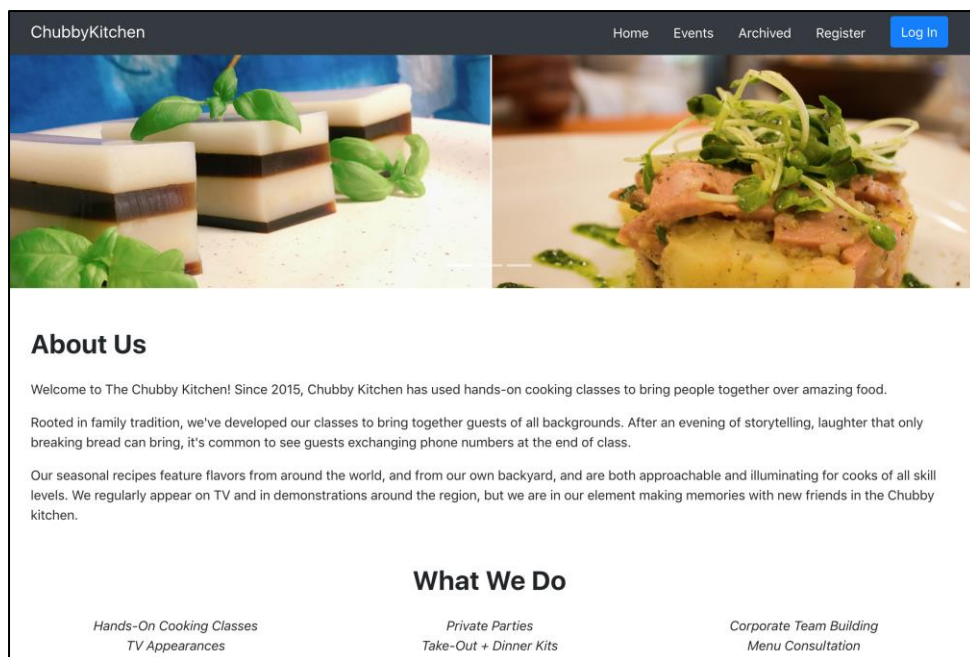 ChubbyKitchen
Home Events Archived Register Log In
About Us
Welcome to The Chubby Kitchen! Since 2015, Chubby Kitchen has used hands-on cooking classes to bring people together over amazing food.
Rooted in family tradition, we've developed our classes to bring together guests of all backgrounds. After an evening of storytelling, laughter that only
breaking bread can bring, it's common to see guests exchanging phone numbers at the end of class.
Our seasonal recipes feature flavors from around the world, and from our own backyard, and are both approachable and illuminating for cooks of all skill
levels. We regularly appear on TV and in demonstrations around the region, but we are in our element making memories with new friends in the Chubby
kitchen.
What We Do
Hands-On Cooking Classes Private Parties Corporate Team Building
TV Appearances Take-Out + Dinner Kits Menu Consultation